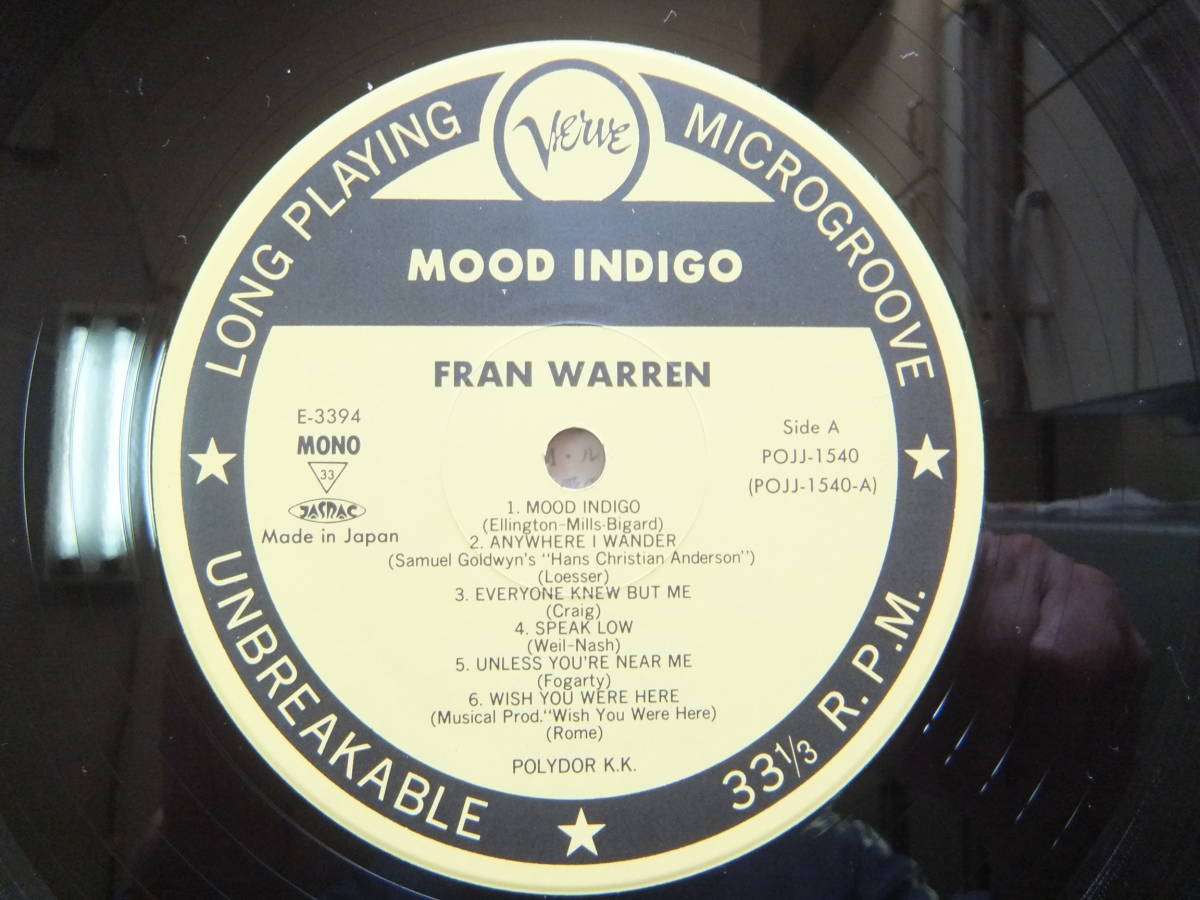 LONG PLAYING
Verve
MICROGROOVE
MOOD INDIGO
FRAN WARREN
E-3394
MONO
33
JASRAC
Made in Japan
Side A
POJJ-1540
(POJJ-1540-A)
1. MOOD INDIGO
(Ellington-Mills-Bigard)
2. ANYWHERE I WANDER
(Samuel Goldwyn's "Hans Christian Anderson")
(Loesser)
3. EVERYONE KNEW BUT ME
(Craig)
4. SPEAK LOW
(Weil-Nash)
5. UNLESS YOU'RE NEAR ME
(Fogarty)
6. WISH YOU WERE HERE
(Musical Prod."Wish You Were Here)
(Rome)
POLYDOR K.K.
UNBREAKABLE
33⅓ R.P.M.